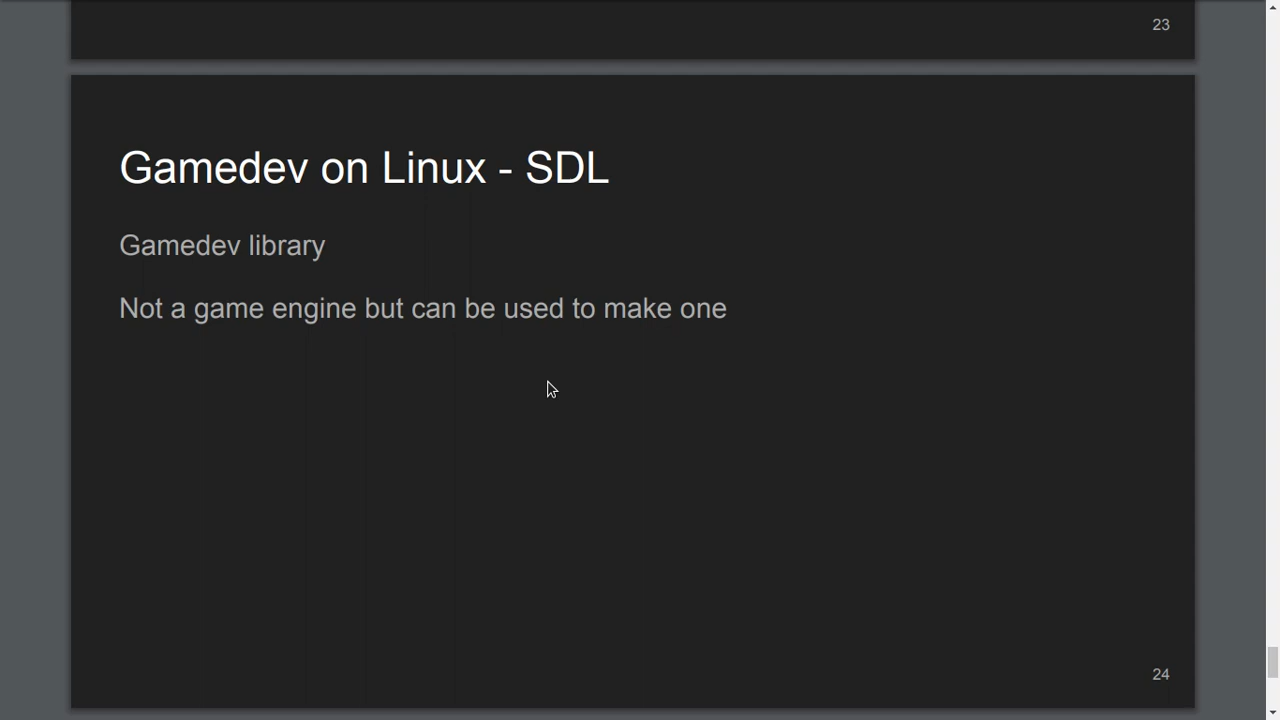 23
Gamedev on Linux - SDL
Gamedev library
Not a game engine but can be used to make one
24